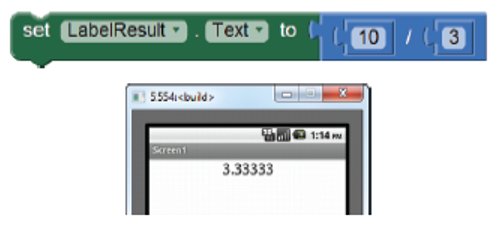 set LabelResult . Text to 10 / 3
5554:<build>
1:14 PM
Screen1
3.33333